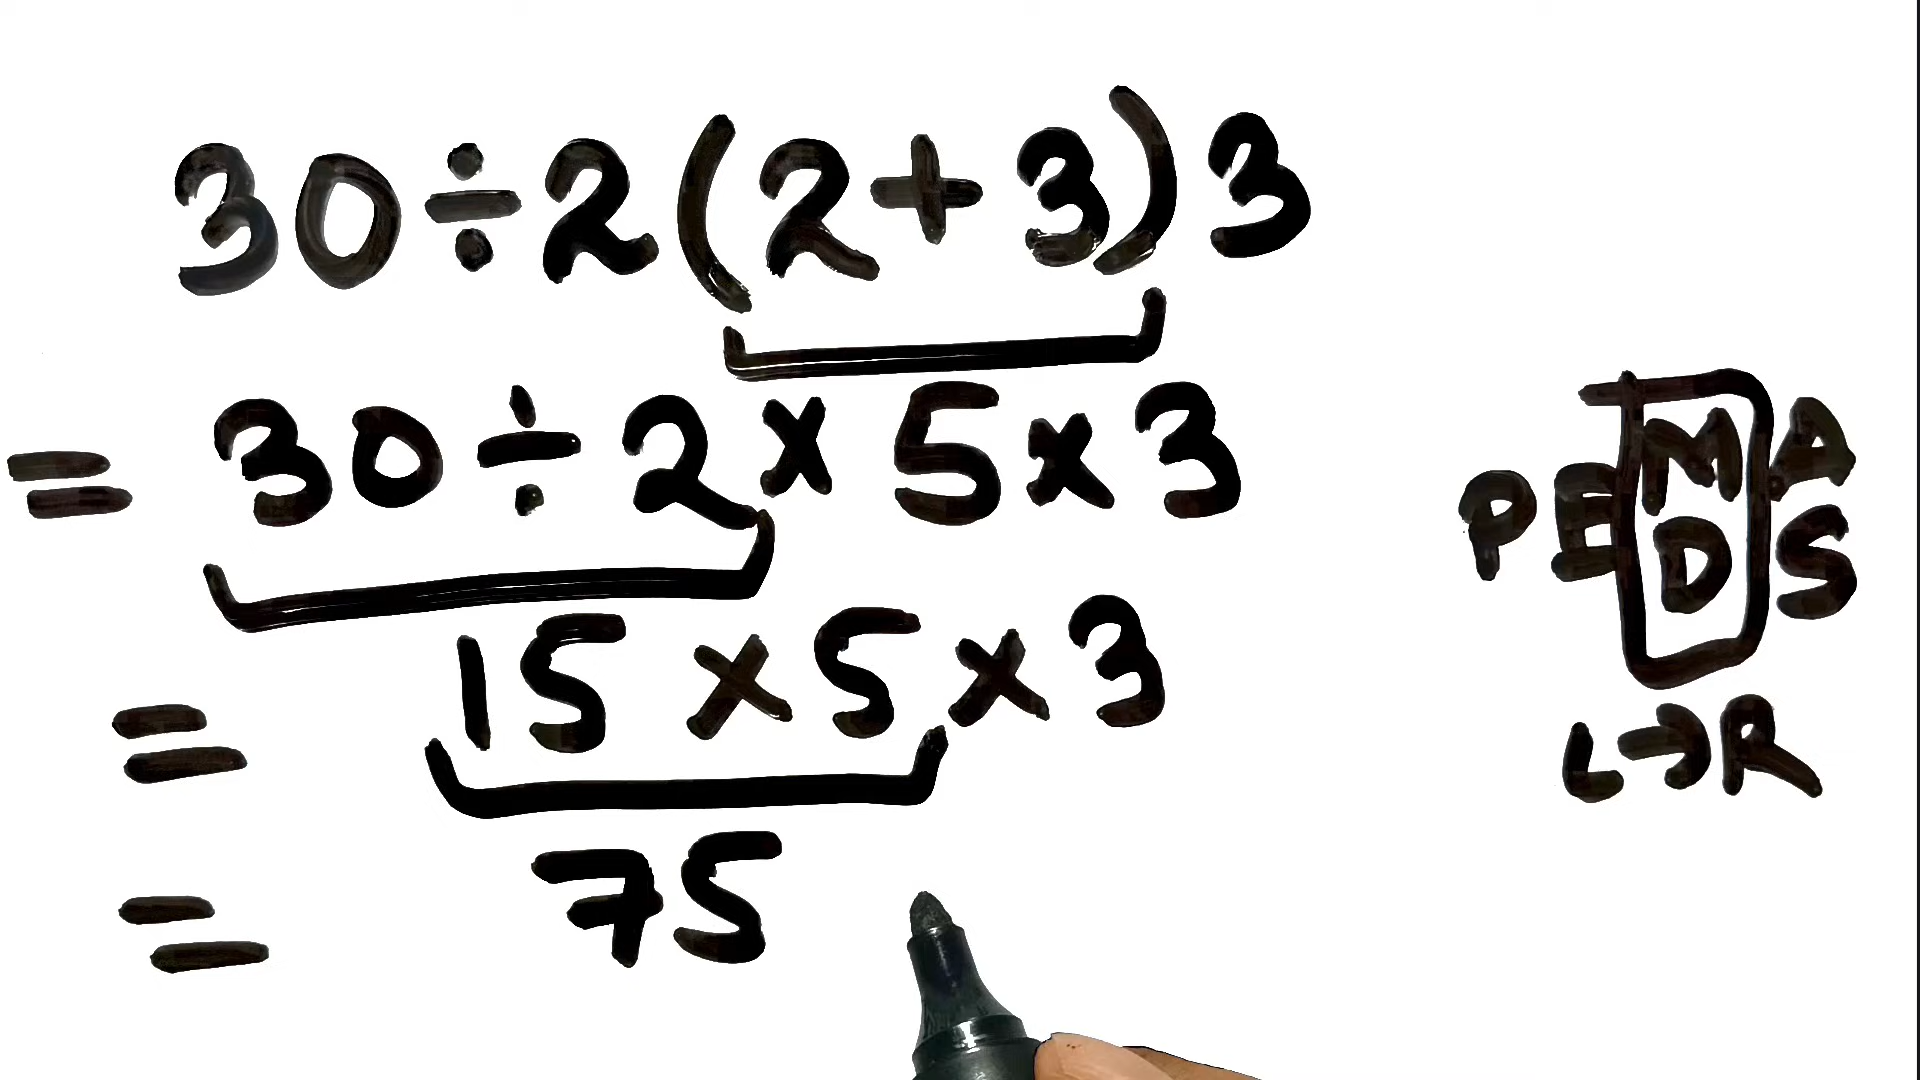 30÷2(2+3)3
= 30÷2×5×3
= 15×5×3
= 75
PEMDAS
L→R